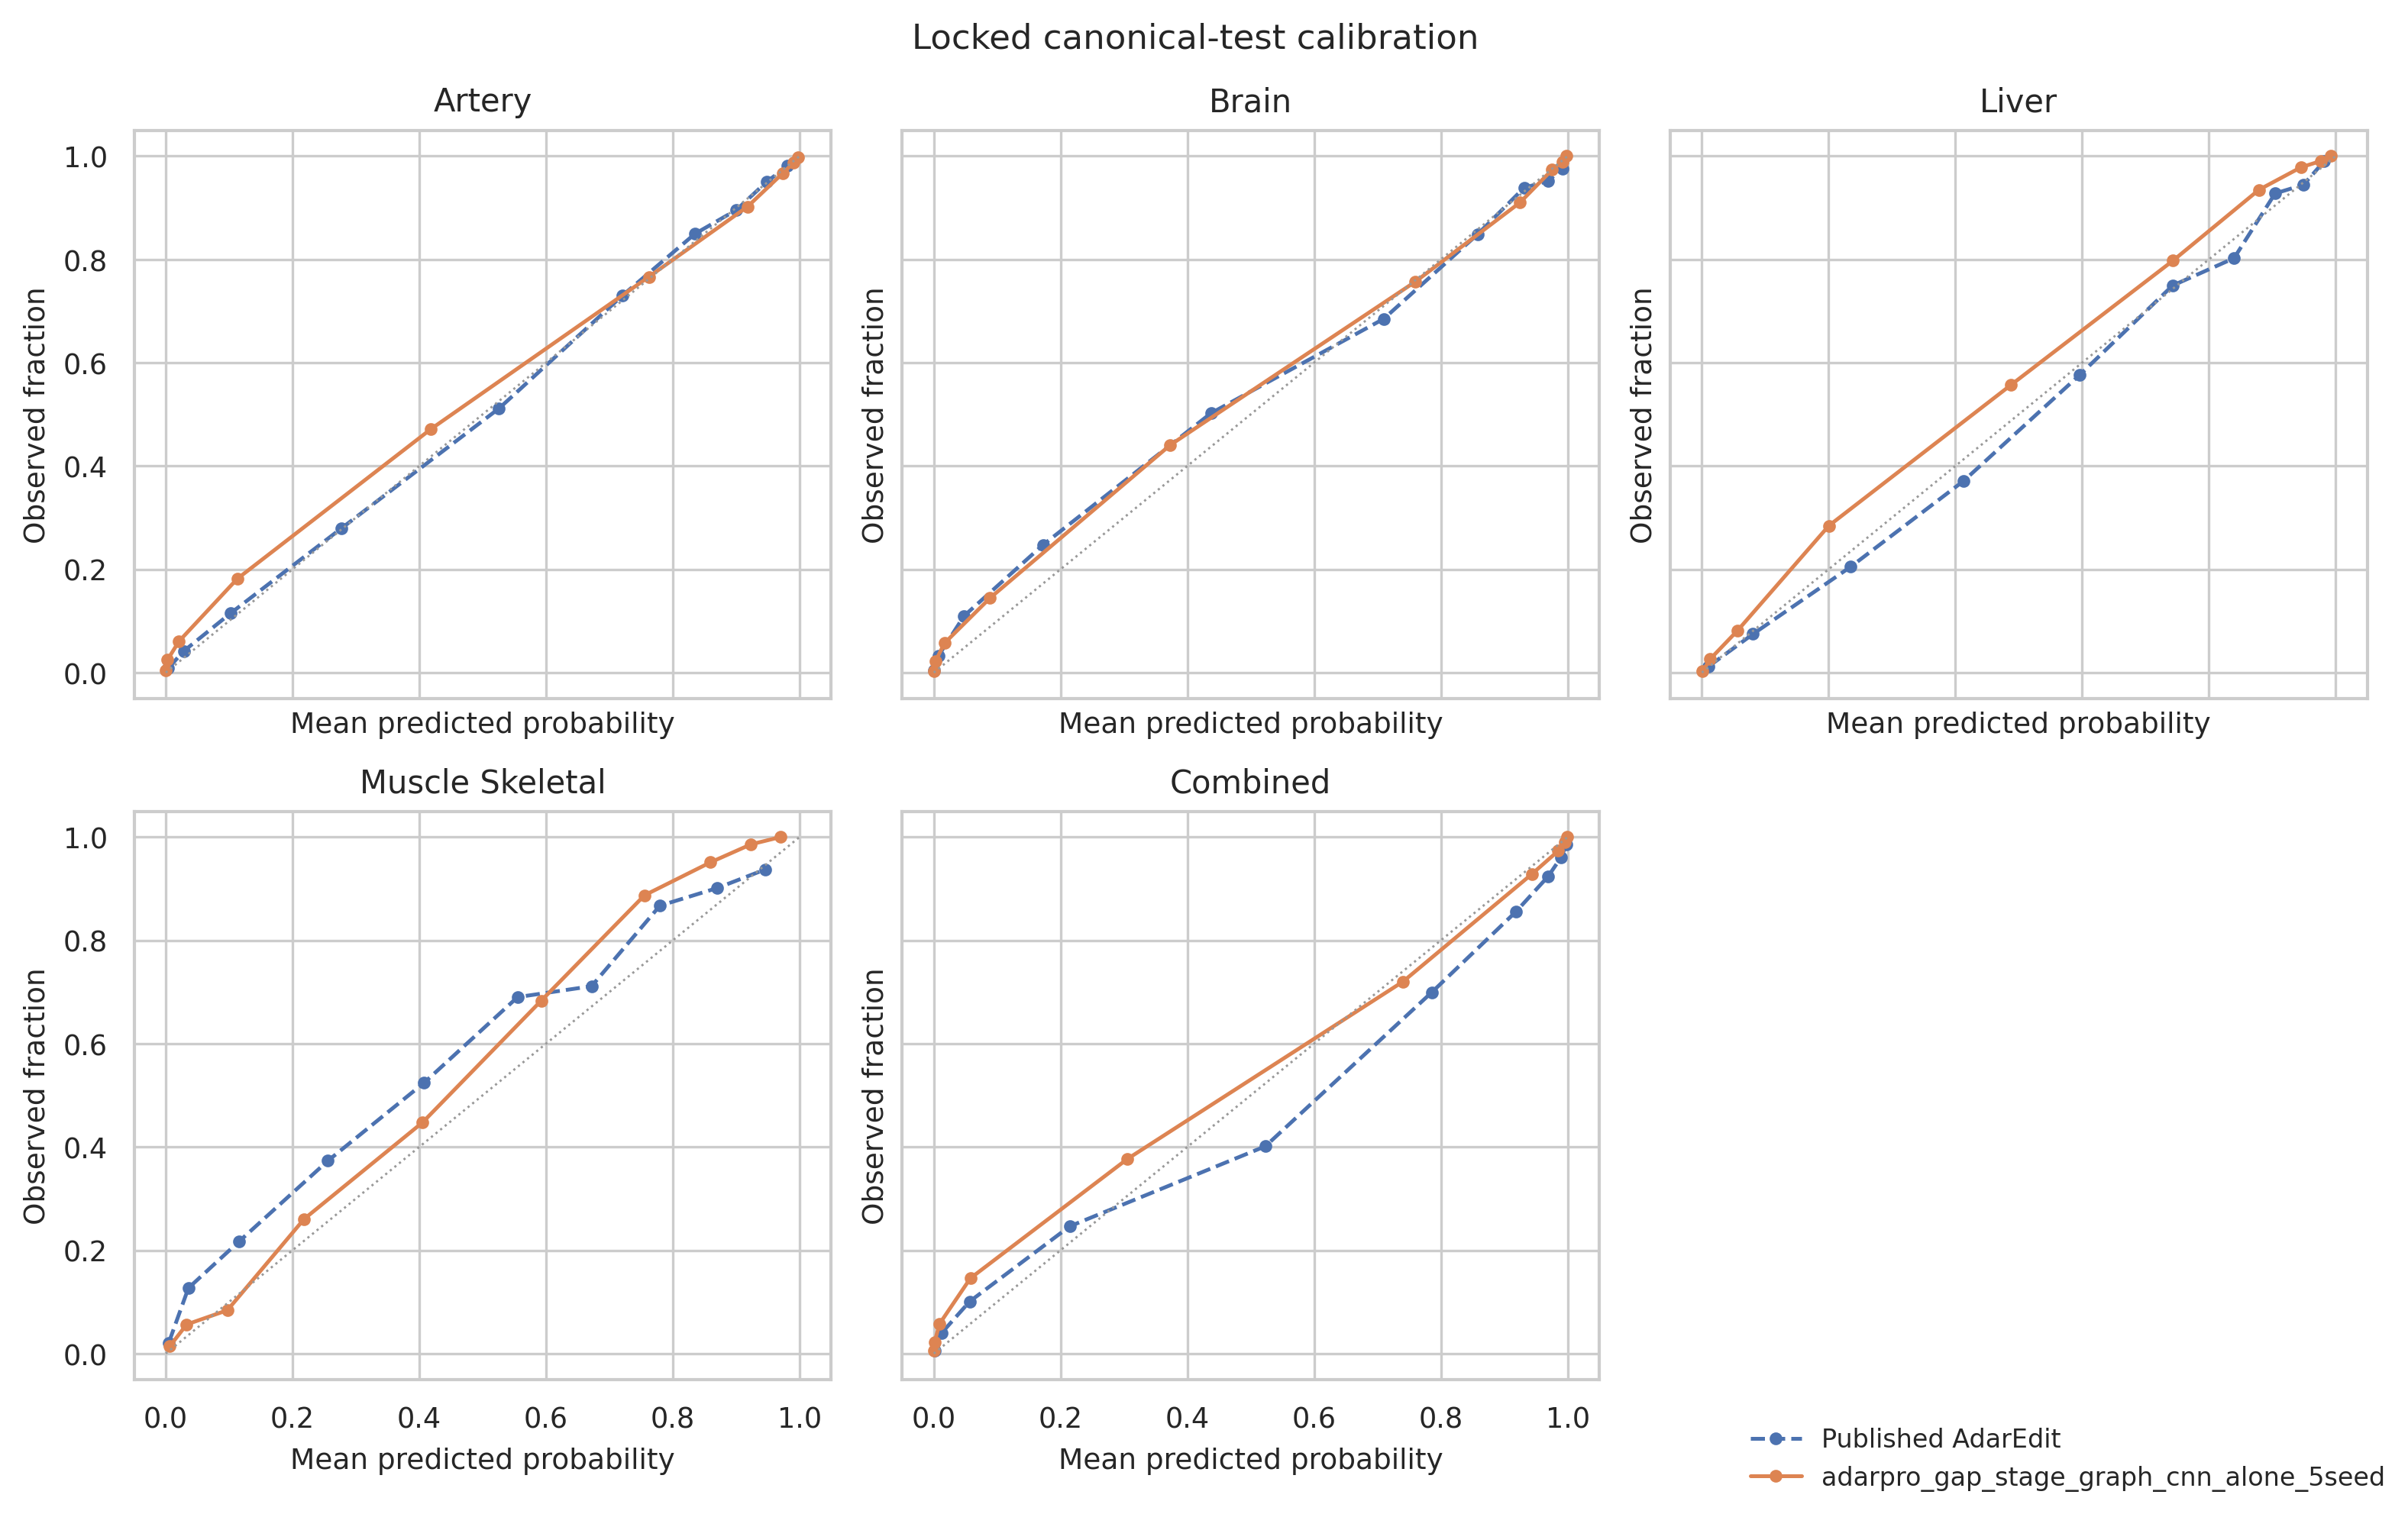 Locked canonical-test calibration
Artery
Brain
Liver
Observed fraction
1.0
0.8
0.6
0.4
0.2
0.0
Mean predicted probability
Observed fraction
Mean predicted probability
Observed fraction
Mean predicted probability
Muscle Skeletal
Combined
Observed fraction
1.0
0.8
0.6
0.4
0.2
0.0
0.0 0.2 0.4 0.6 0.8 1.0
Mean predicted probability
Observed fraction
0.0 0.2 0.4 0.6 0.8 1.0
Mean predicted probability
Published AdarEdit
adarpro_gap_stage_graph_cnn_alone_5seed